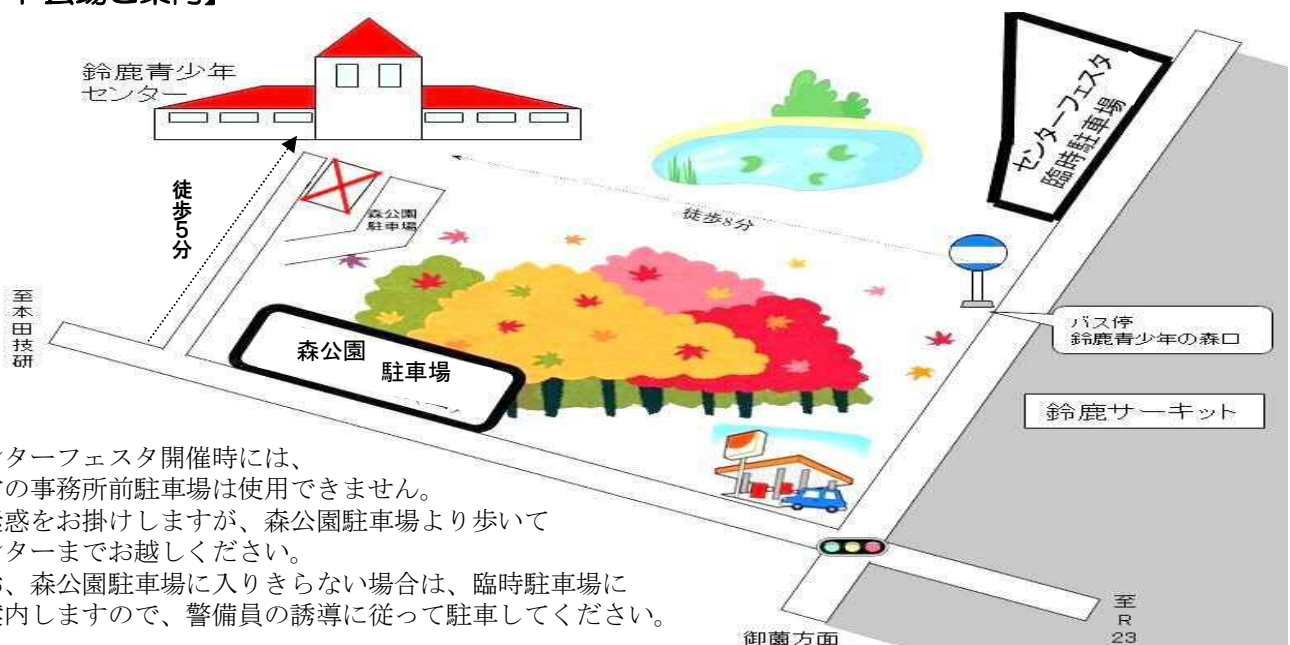 会場ご案内】
鈴鹿青少年
センター
センターフェスタ
臨時駐車場
徒歩5分
森公園
駐車場
徒歩8分
至本田技研
森公園
駐車場
バス停
鈴鹿青少年の森口
鈴鹿サーキット
ンターフェスタ開催時には、
の事務所前駐車場は使用できません。
惑をお掛けしますが、森公園駐車場より歩いて
ンターまでお越しください。
、森公園駐車場に入りきらない場合は、臨時駐車場に
内しますので、警備員の誘導に従って駐車してください。
至R23
御薗方面